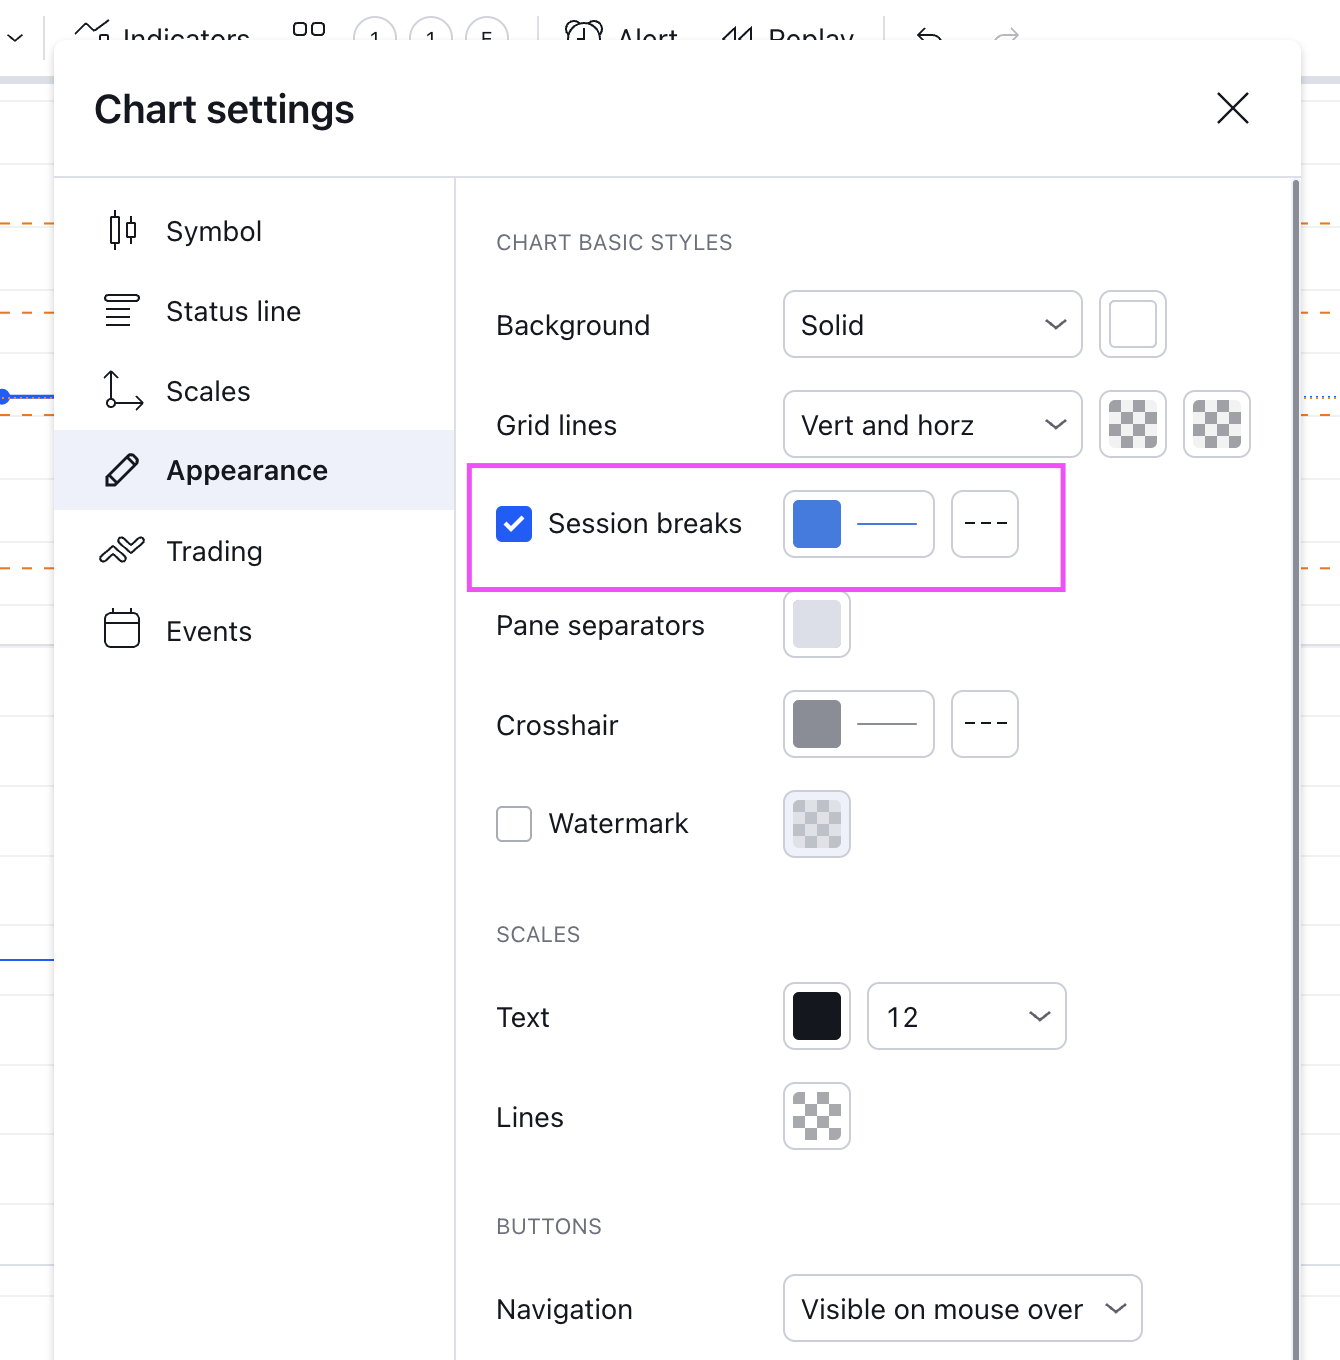 Indicators 1 1 F Alert Replay
Chart settings
Symbol
Status line
Scales
Appearance
Trading
Events
CHART BASIC STYLES
Background Solid
Grid lines Vert and horz
Session breaks
Pane separators
Crosshair
Watermark
SCALES
Text 12
Lines
BUTTONS
Navigation Visible on mouse over